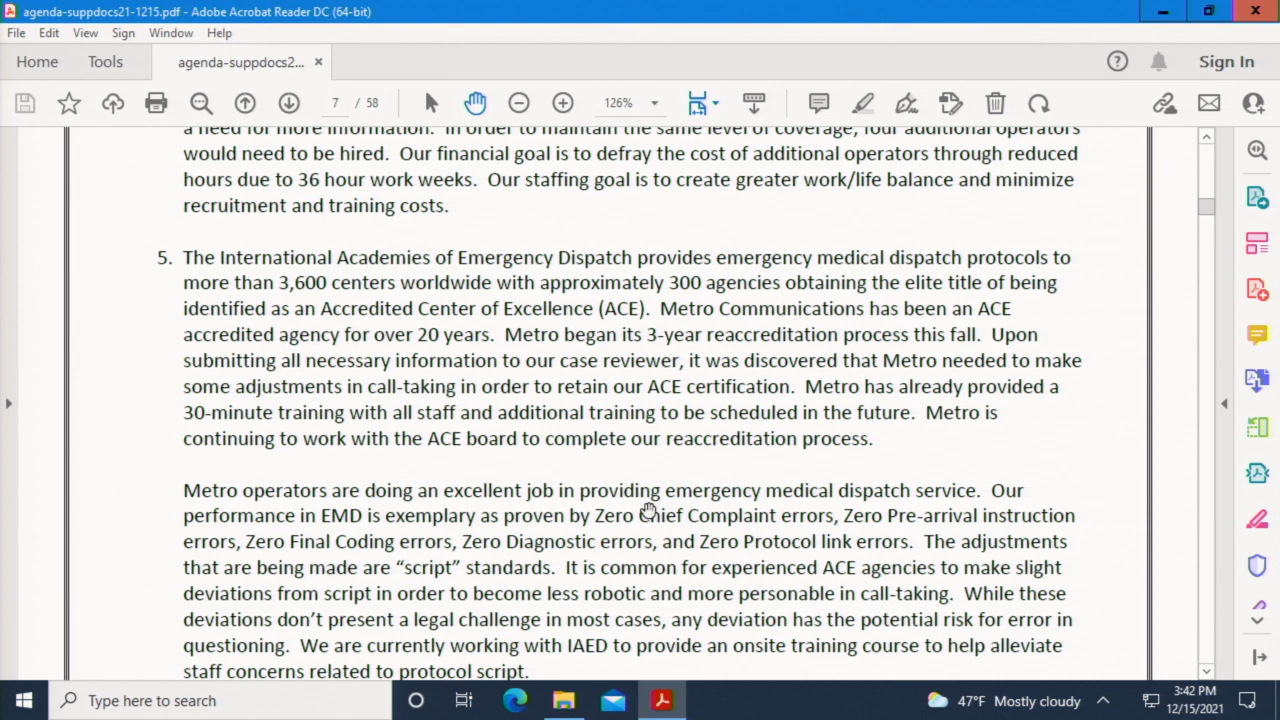 agenda-suppdocs21-1215.pdf - Adobe Acrobat Reader DC (64-bit)
File Edit View Sign Window Help
Home Tools agenda-suppdocs2... × Sign In
7 / 58 126%
a need for more information. In order to maintain the same level of coverage, four additional operators
would need to be hired. Our financial goal is to defray the cost of additional operators through reduced
hours due to 36 hour work weeks. Our staffing goal is to create greater work/life balance and minimize
recruitment and training costs.
5. The International Academies of Emergency Dispatch provides emergency medical dispatch protocols to
more than 3,600 centers worldwide with approximately 300 agencies obtaining the elite title of being
identified as an Accredited Center of Excellence (ACE). Metro Communications has been an ACE
accredited agency for over 20 years. Metro began its 3-year reaccreditation process this fall. Upon
submitting all necessary information to our case reviewer, it was discovered that Metro needed to make
some adjustments in call-taking in order to retain our ACE certification. Metro has already provided a
30-minute training with all staff and additional training to be scheduled in the future. Metro is
continuing to work with the ACE board to complete our reaccreditation process.
Metro operators are doing an excellent job in providing emergency medical dispatch service. Our
performance in EMD is exemplary as proven by Zero Chief Complaint errors, Zero Pre-arrival instruction
errors, Zero Final Coding errors, Zero Diagnostic errors, and Zero Protocol link errors. The adjustments
that are being made are “script” standards. It is common for experienced ACE agencies to make slight
deviations from script in order to become less robotic and more personable in call-taking. While these
deviations don’t present a legal challenge in most cases, any deviation has the potential risk for error in
questioning. We are currently working with IAED to provide an onsite training course to help alleviate
staff concerns related to protocol script.
Type here to search 47°F Mostly cloudy 3:42 PM
12/15/2021